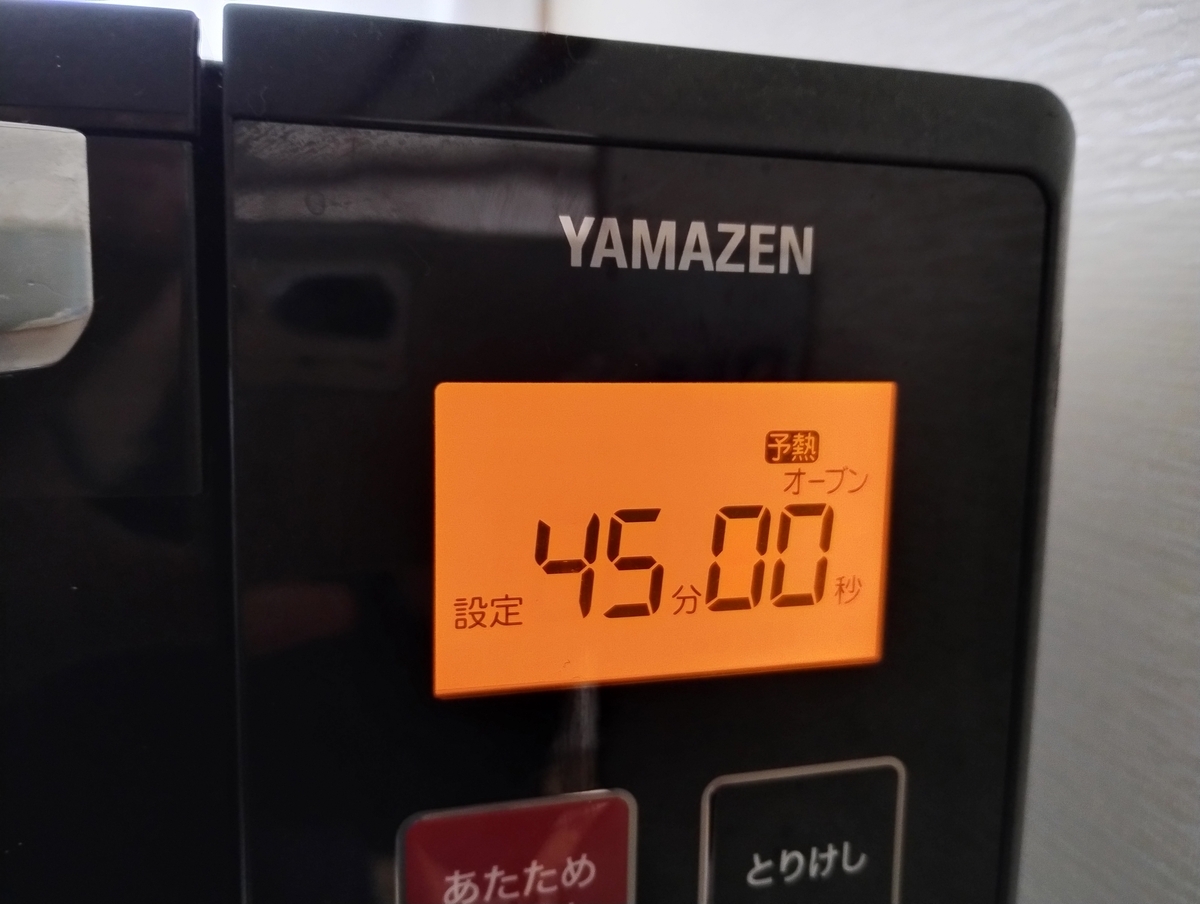 YAMAZEN
予熱
オーブン
設定 45分00秒
あたため
とりけし